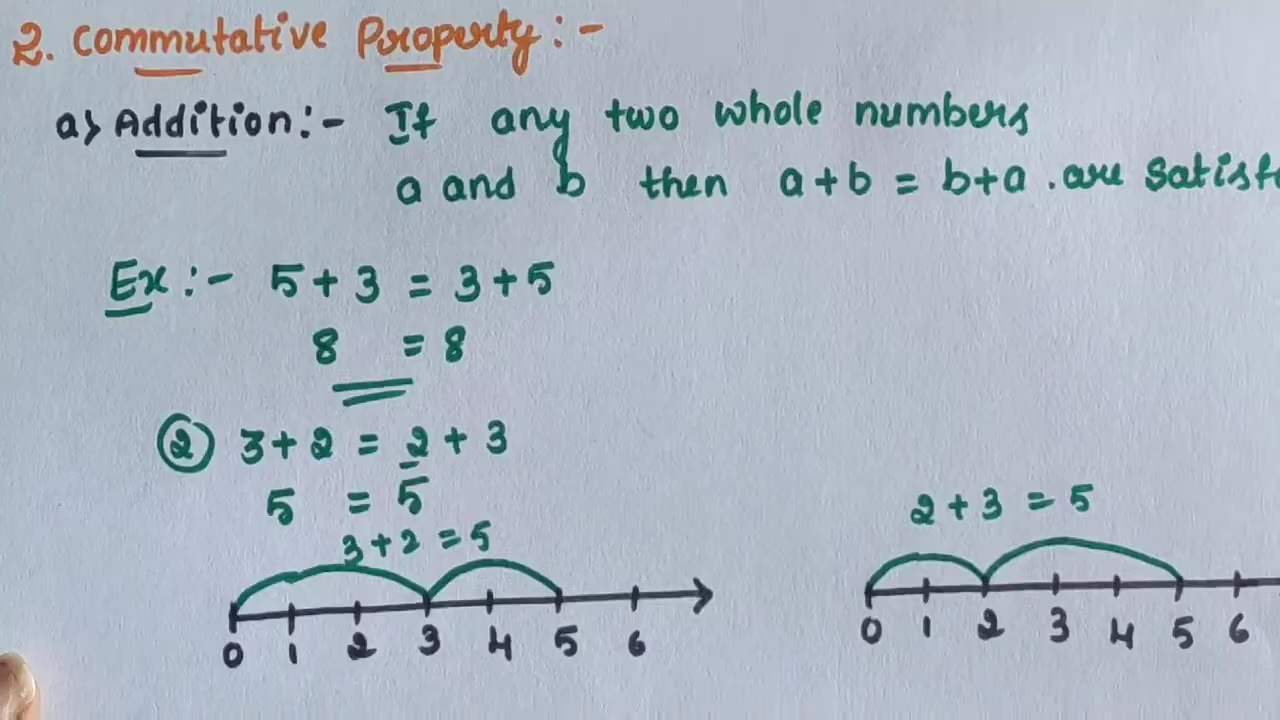 2. Commutative Property :-
a) Addition :- If any two whole numbers
a and b then a + b = b + a . are
Ex :- 5 + 3 = 3 + 5
8 = 8
② 3 + 2 = 2 + 3
5 = 5
3 + 2 = 5
0 1 2 3 4 5 6
2 + 3 = 5
0 1 2 3 4 5 6